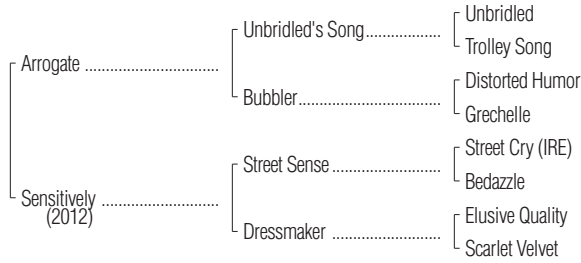 Unbridled
Unbridled's Song
Trolley Song
Arrogate
Distorted Humor
Bubbler
Grechelle
Street Cry (IRE)
Street Sense
Bedazzle
Sensitively
(2012)
Elusive Quality
Dressmaker
Scarlet Velvet